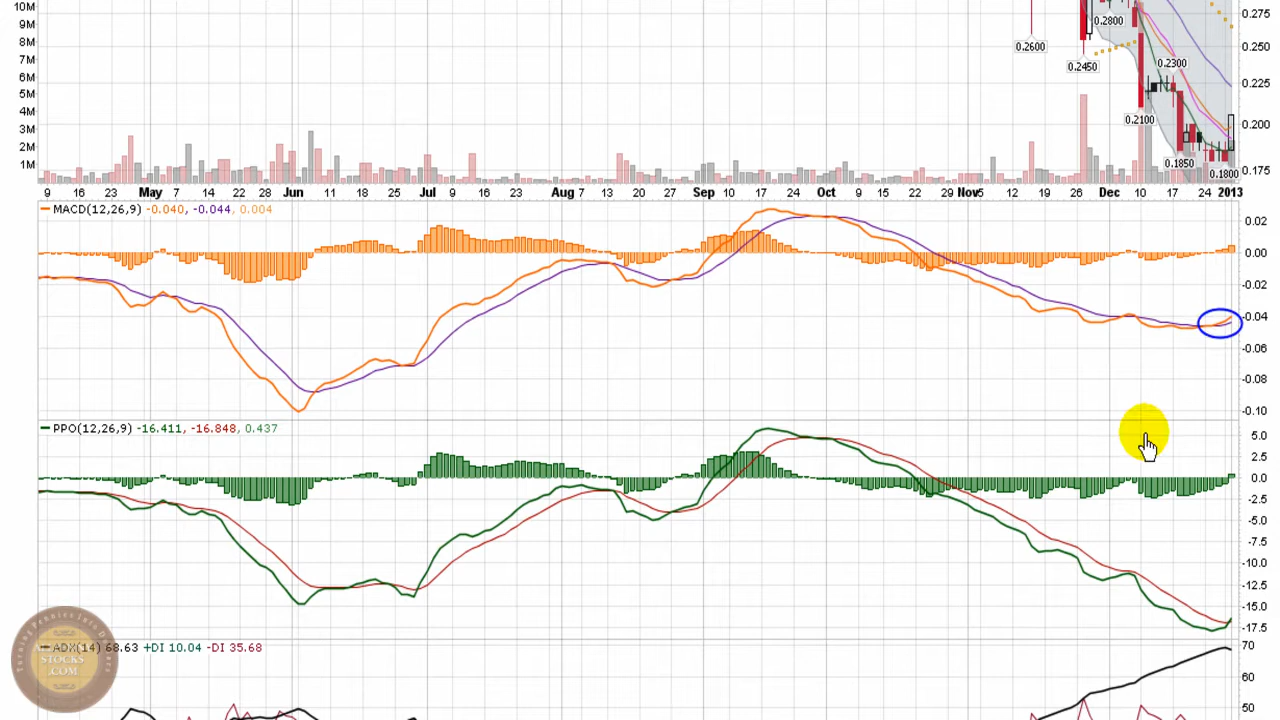 10M
9M
8M
7M
6M
5M
4M
3M
2M
1M
0.2600
0.2450
0.2800
0.2100
0.2300
0.1850
0.1800
0.275
0.250
0.225
0.200
0.175
9 16 23 May 7 14 22 28 Jun 11 18 25 Jul 9 16 23 Aug 7 13 20 27 Sep 10 17 24 Oct 9 15 22 29 Nov 5 12 19 26 Dec 10 17 24 2013
MACD(12,26,9) -0.040, -0.044, 0.004
0.02
0.00
-0.02
-0.04
-0.06
-0.08
-0.10
PPO(12,26,9) -16.411, -16.848, 0.437
5.0
2.5
0.0
-2.5
-5.0
-7.5
-10.0
-12.5
-15.0
-17.5
Turning Pennies Into
STOCKS
.COM
ADX(14) 68.63 +DI 10.04 -DI 35.68
70
60
50